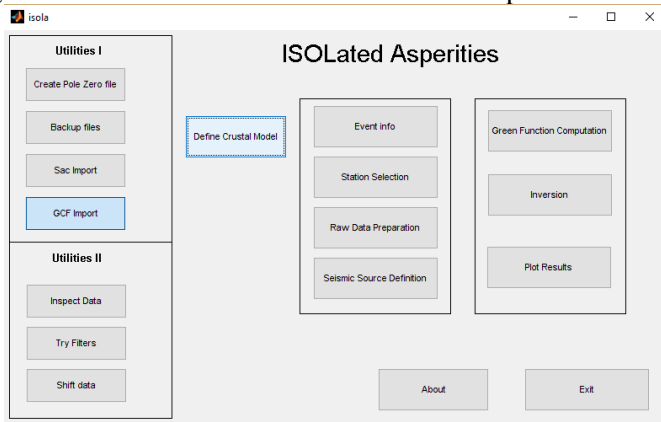 isola
Utilities I
ISOLated Asperities
Create Pole Zero file
Backup files
Sac Import
GCF Import
Define Crustal Model
Event info
Station Selection
Raw Data Preparation
Seismic Source Definition
Green Function Computation
Inversion
Plot Results
Utilities II
Inspect Data
Try Filters
Shift data
About
Exit